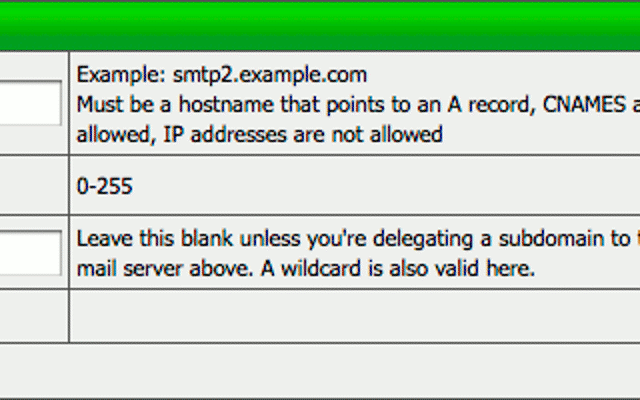 Example: smtp2.example.com
Must be a hostname that points to an A record, CNAMES
allowed, IP addresses are not allowed
0-255
Leave this blank unless you're delegating a subdomain to
mail server above. A wildcard is also valid here.